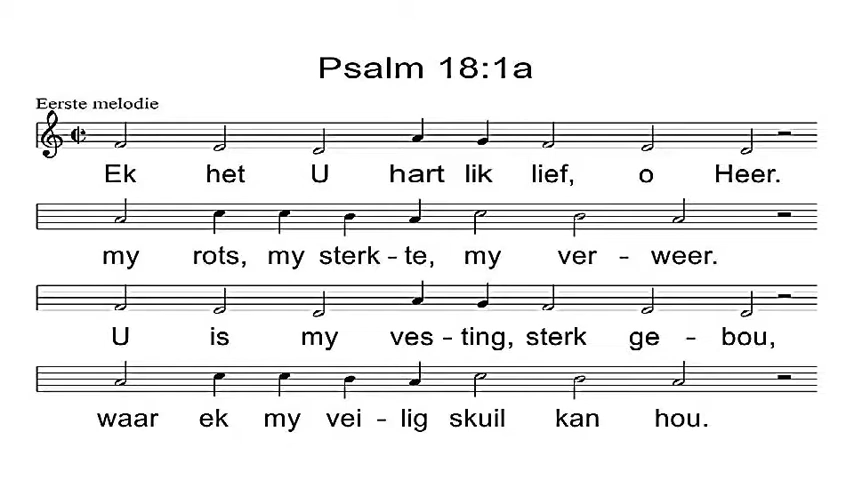 Psalm 18:1a
Eerste melodie
Ek het U hart lik lief, o Heer.
my rots, my sterk – te, my ver – weer.
U is my ves – ting, sterk ge – bou,
waar ek my vei – lig skuil kan hou.